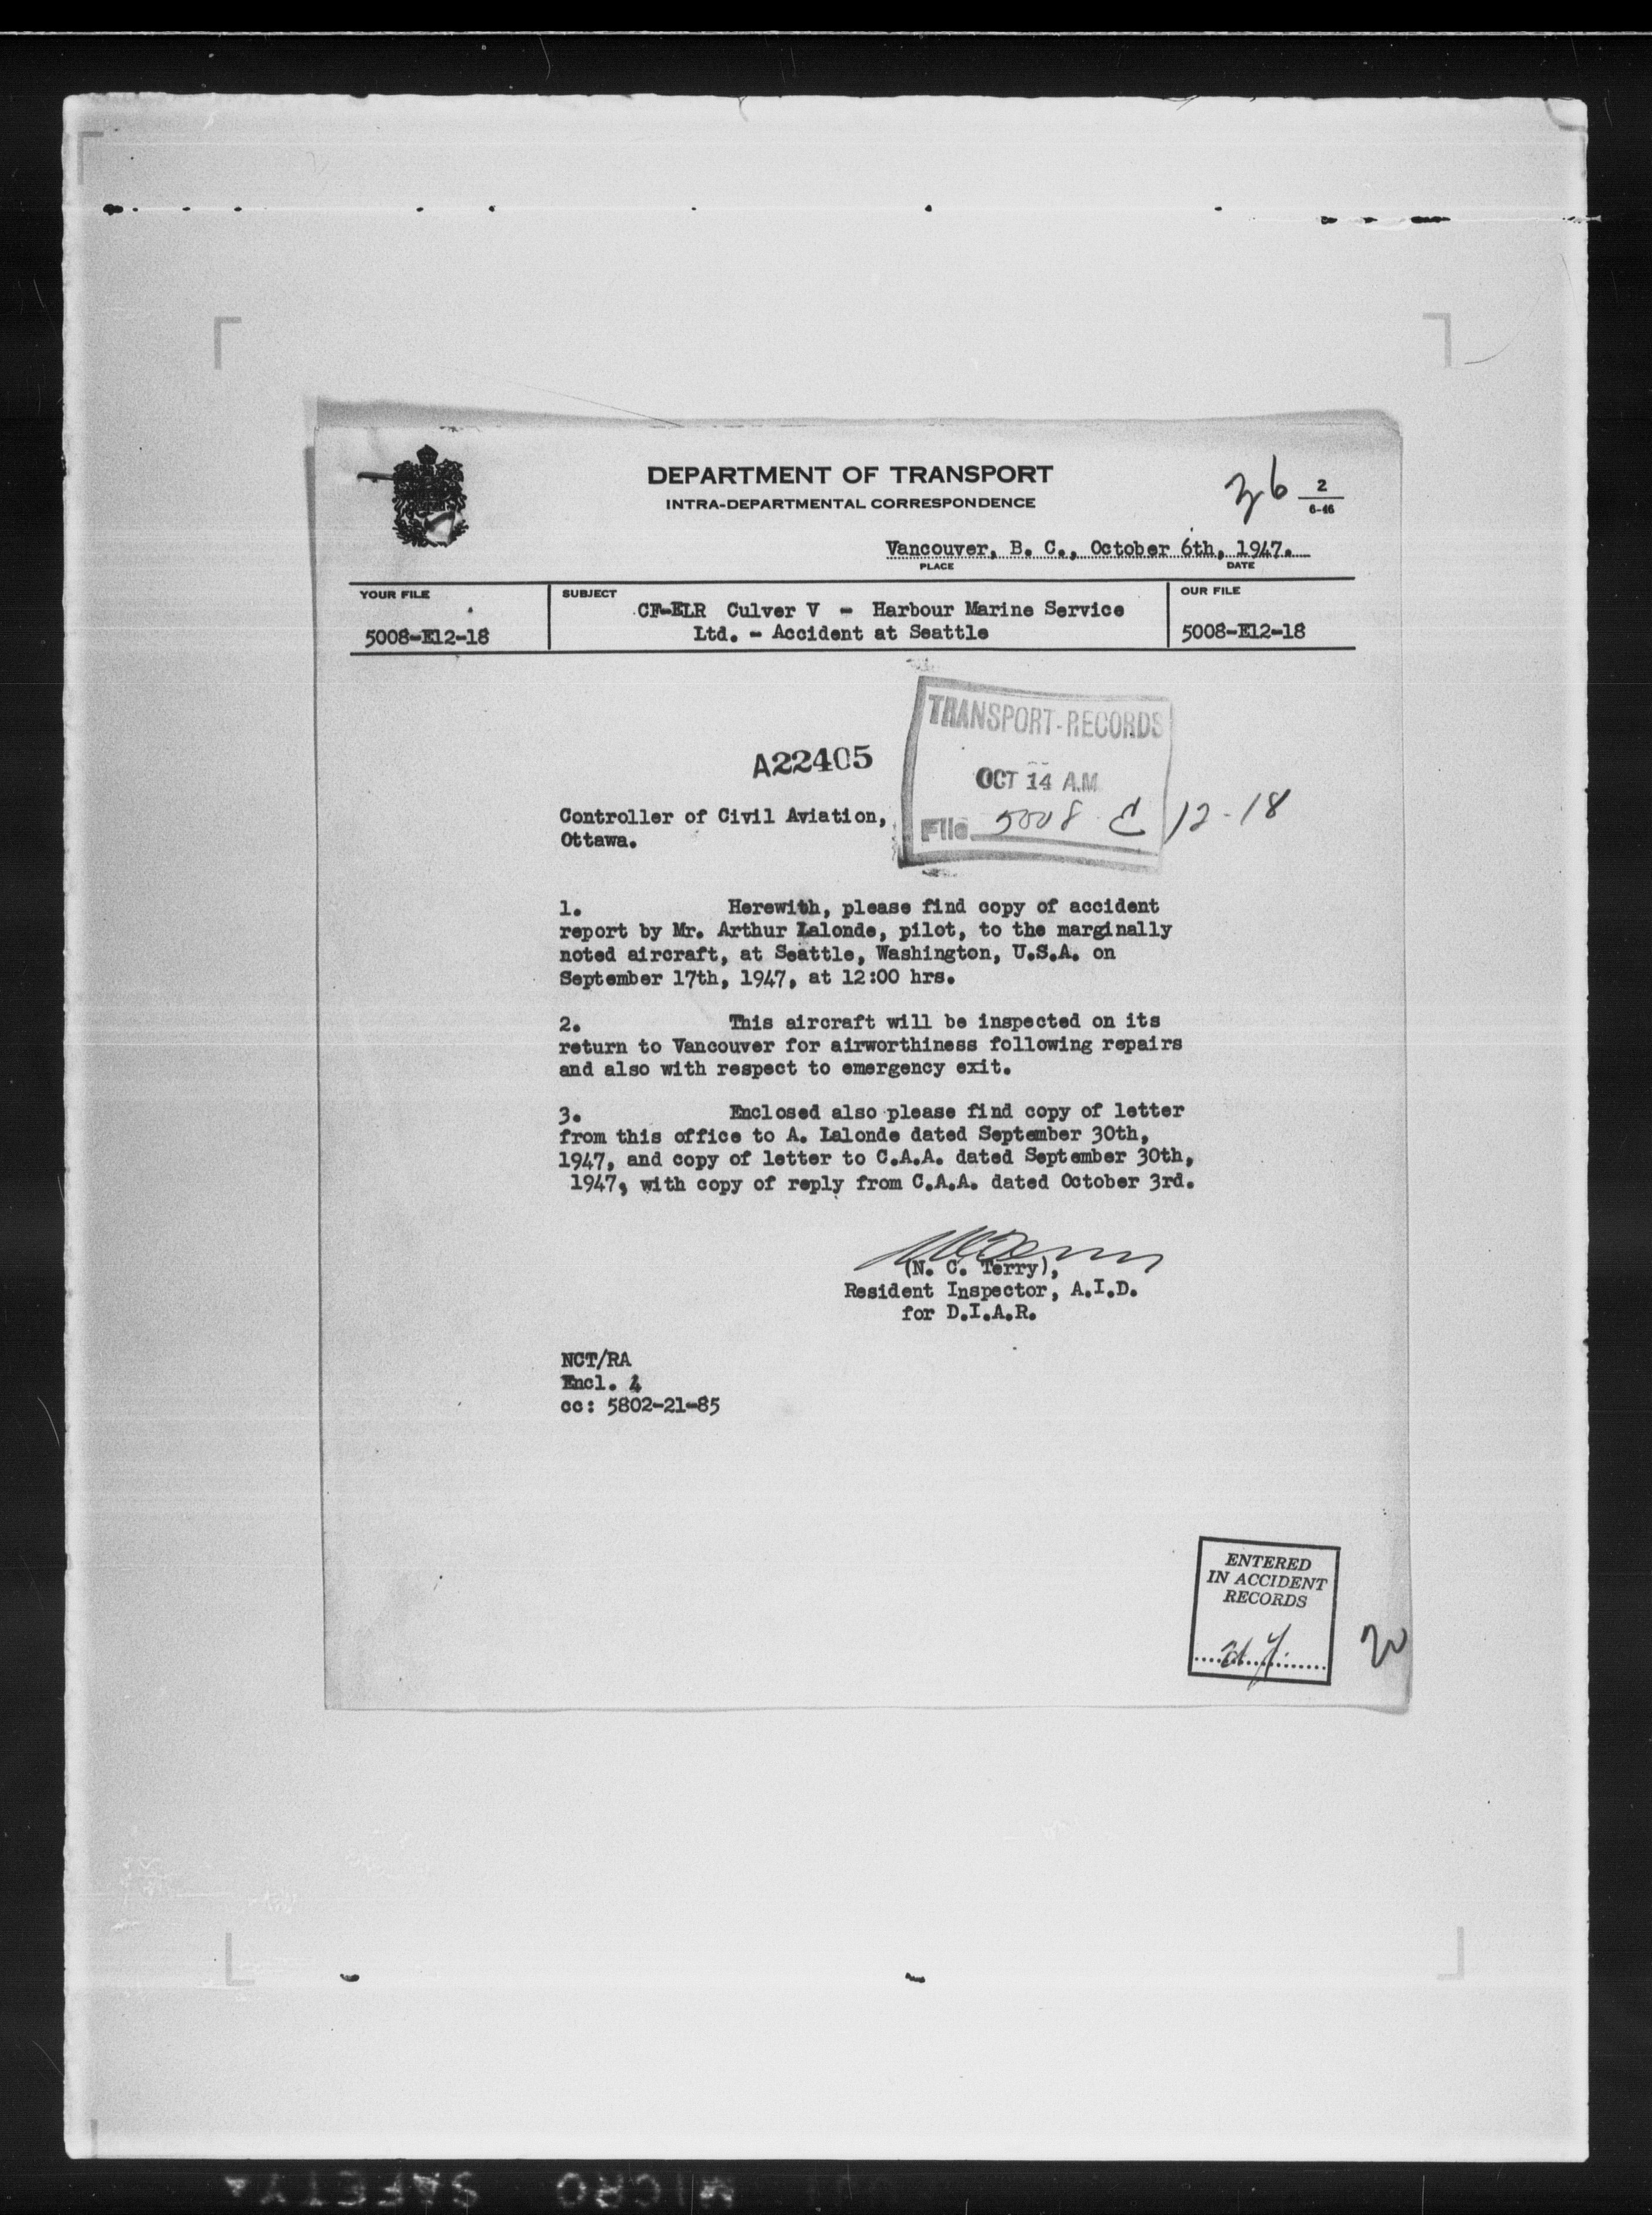 DEPARTMENT OF TRANSPORT
INTRA-DEPARTMENTAL CORRESPONDENCE
36
2
6-46
Vancouver, B. C., October 6th, 1947.
PLACE DATE
YOUR FILE
5008-E12-18
SUBJECT
CF-ELR Culver V - Harbour Marine Service
Ltd. - Accident at Seattle
OUR FILE
5008-E12-18
TRANSPORT-RECORDS
OCT 14 A.M.
File 5008 E 12-18
A22405
Controller of Civil Aviation,
Ottawa.
1. Herewith, please find copy of accident
report by Mr. Arthur Lalonde, pilot, to the marginally
noted aircraft, at Seattle, Washington, U.S.A. on
September 17th, 1947, at 12:00 hrs.
2. This aircraft will be inspected on its
return to Vancouver for airworthiness following repairs
and also with respect to emergency exit.
3. Enclosed also please find copy of letter
from this office to A. Lalonde dated September 30th,
1947, and copy of letter to C.A.A. dated September 30th,
1947, with copy of reply from C.A.A. dated October 3rd.
(N. C. Terry),
Resident Inspector, A.I.D.
for D.I.A.R.
NCT/RA
Encl. 4
cc: 5802-21-85
ENTERED
IN ACCIDENT
RECORDS
20
MICRO SAFETY